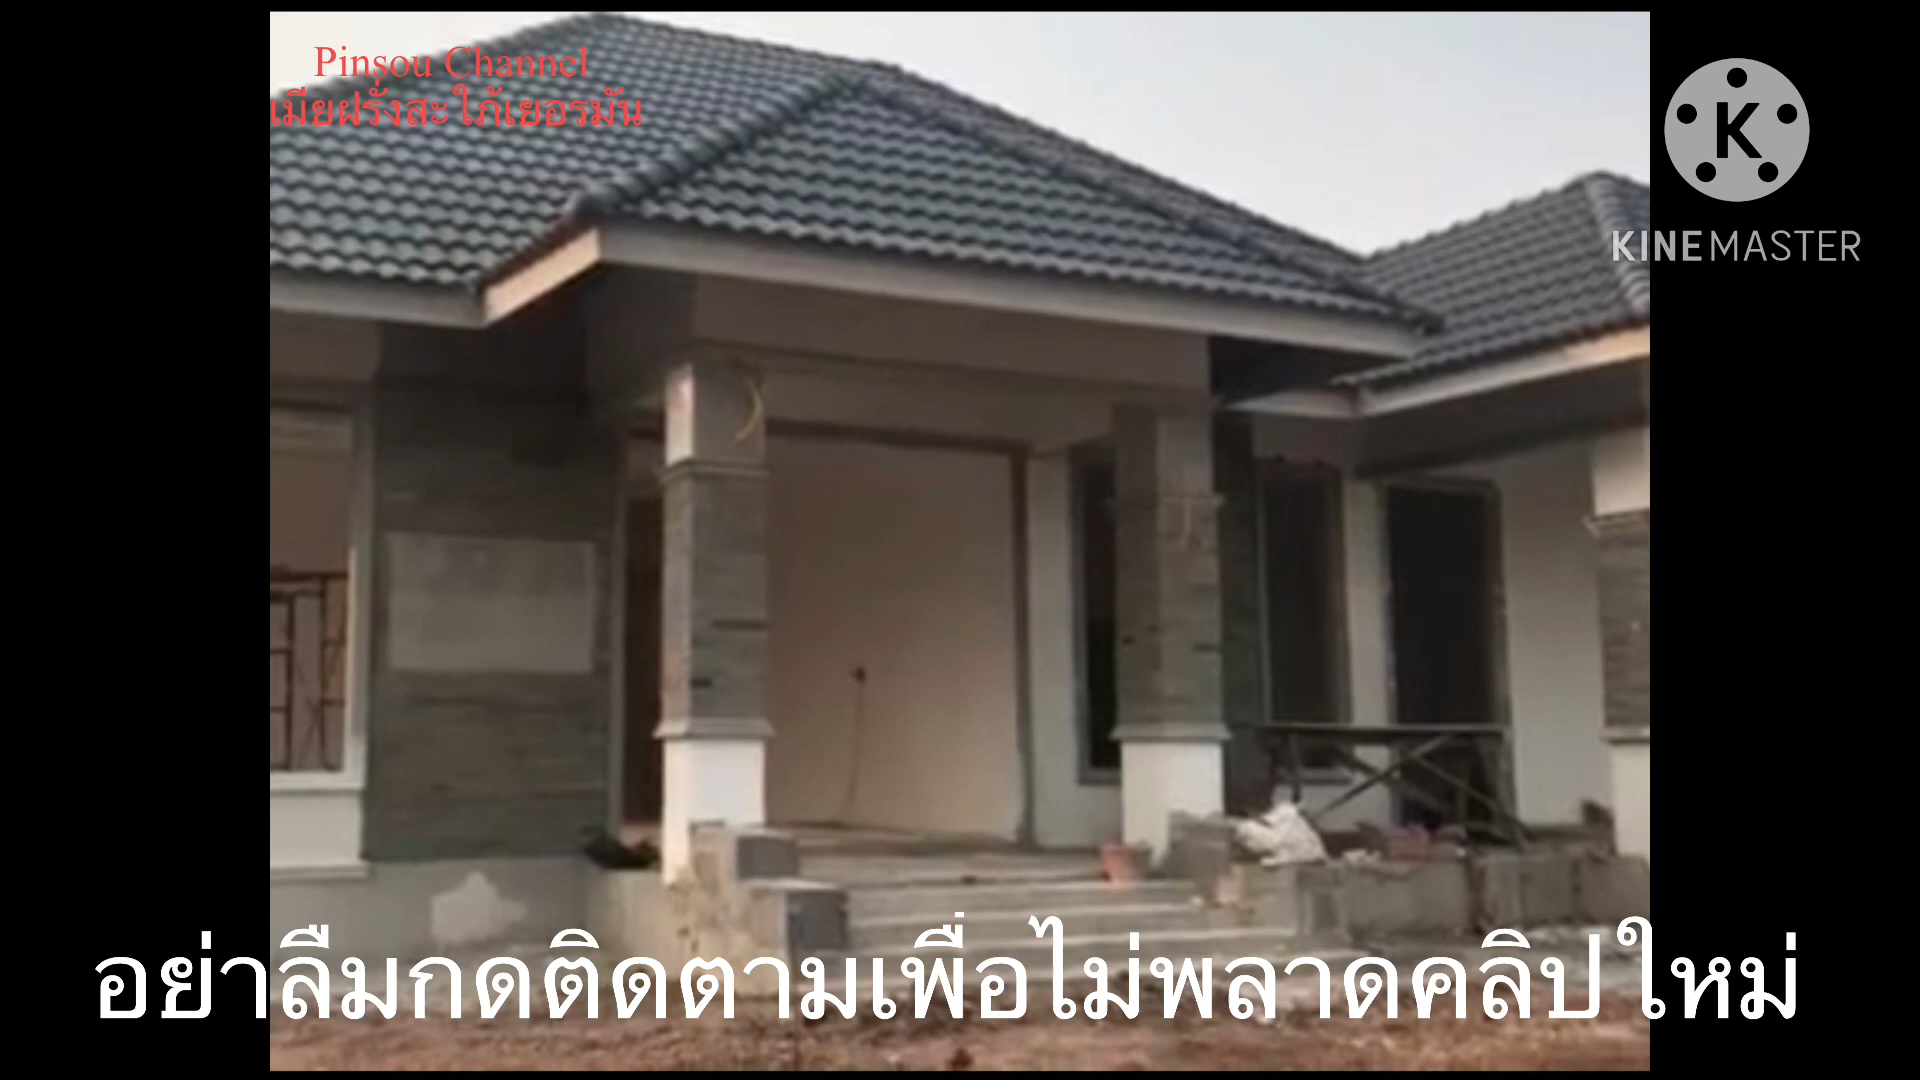 Pinsou Channel
เมียฝรั่งสะใภ้เยอรมัน
K
KINEMASTER
อย่าลืมกดติดตามเพื่อไม่พลาดคลิปใหม่